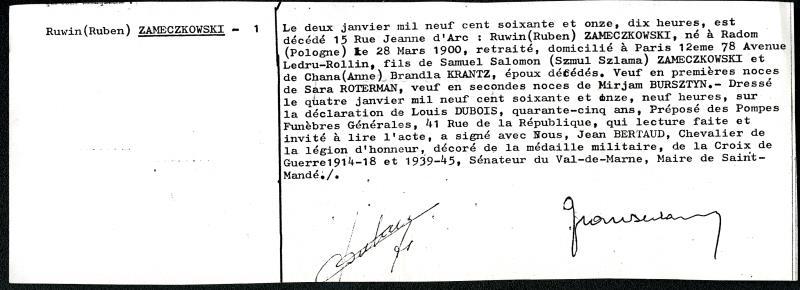 Ruwin(Ruben) ZAMECZKOWSKI - 1
Le deux janvier mil neuf cent soixante et onze, dix heures, est
décédé 15 Rue Jeanne d'Arc : Ruwin(Ruben) ZAMECZKOWSKI, né à Radom
(Pologne) le 28 Mars 1900, retraité, domicilié à Paris 12eme 78 Avenue
Ledru-Rollin, fils de Samuel Salomon (Szmul Szlama) ZAMECZKOWSKI et
de Chana(Anne) Brandla KRANTZ, époux décédés. Veuf en premières noces
de Sara ROTERMAN, veuf en secondes noces de Mirjam BURSZTYN.- Dressé
le quatre janvier mil neuf cent soixante et onze, neuf heures, sur
la déclaration de Louis DUBOIS, quarante-cinq ans, Préposé des Pompes
Funèbres Générales, 41 Rue de la République, qui lecture faite et
invité à lire l'acte, a signé avec Nous, Jean BERTAUD, Chevalier de
la légion d'honneur, décoré de la médaille militaire, de la Croix de
Guerre1914-18 et 1939-45, Sénateur du Val-de-Marne, Maire de Saint-
Mandé./.